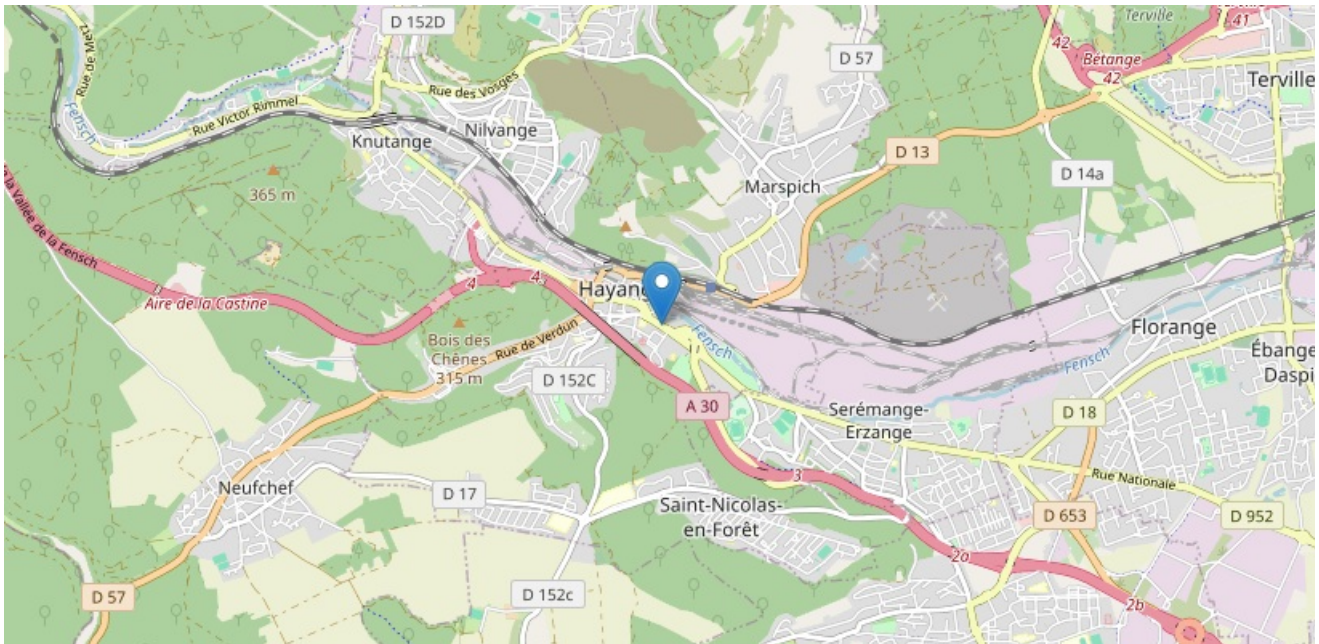 D 152D
Terville
41
42
Bétange
42
Terville
Rue de Metz
Fensch
Rue Victor Rimmel
Rue des Vosges
D 57
Knutange
Nilvange
D 13
D 14a
365 m
Marspich
la Vallée de la Fensch
Aire de la Castine
4
4
Hayang
Fensch
Florange
Fensch
Ébange
Daspi
Bois des
Chênes
315 m
Rue de Verdun
D 152C
A 30
Serémange-
Erzange
D 18
3
Rue Nationale
Neufchef
D 17
Saint-Nicolas-
en-Forêt
D 653
D 952
2a
D 57
D 152c
2b